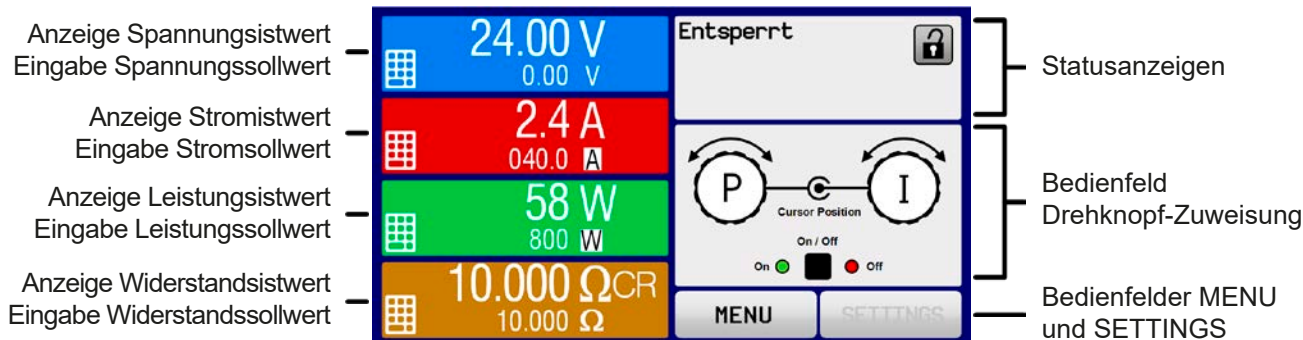 Anzeige Spannungsistwert
Eingabe Spannungssollwert
Anzeige Stromistwert
Eingabe Stromsollwert
Anzeige Leistungsistwert
Eingabe Leistungssollwert
Anzeige Widerstandsistwert
Eingabe Widerstandssollwert
24.00 V
0.00 V
2.4 A
040.0 A
58 W
800 W
10.000 ΩCR
10.000 Ω
Entsperrt
P
I
Cursor Position
On / Off
On
Off
MENU
SETTINGS
Statusanzeigen
Bedienfeld
Drehknopf-Zuweisung
Bedienfelder MENU
und SETTINGS